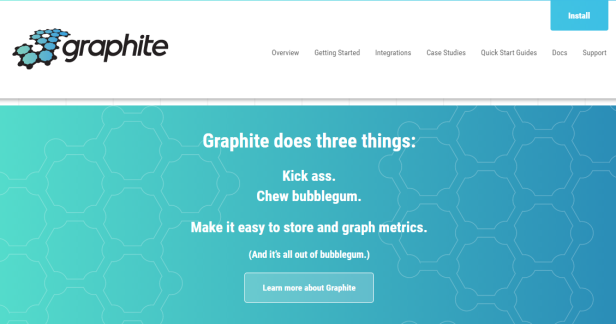 Install
graphite
Overview Getting Started Integrations Case Studies Quick Start Guides Docs Support
Graphite does three things:
Kick ass.
Chew bubblegum.
Make it easy to store and graph metrics.
(And it's all out of bubblegum.)
Learn more about Graphite